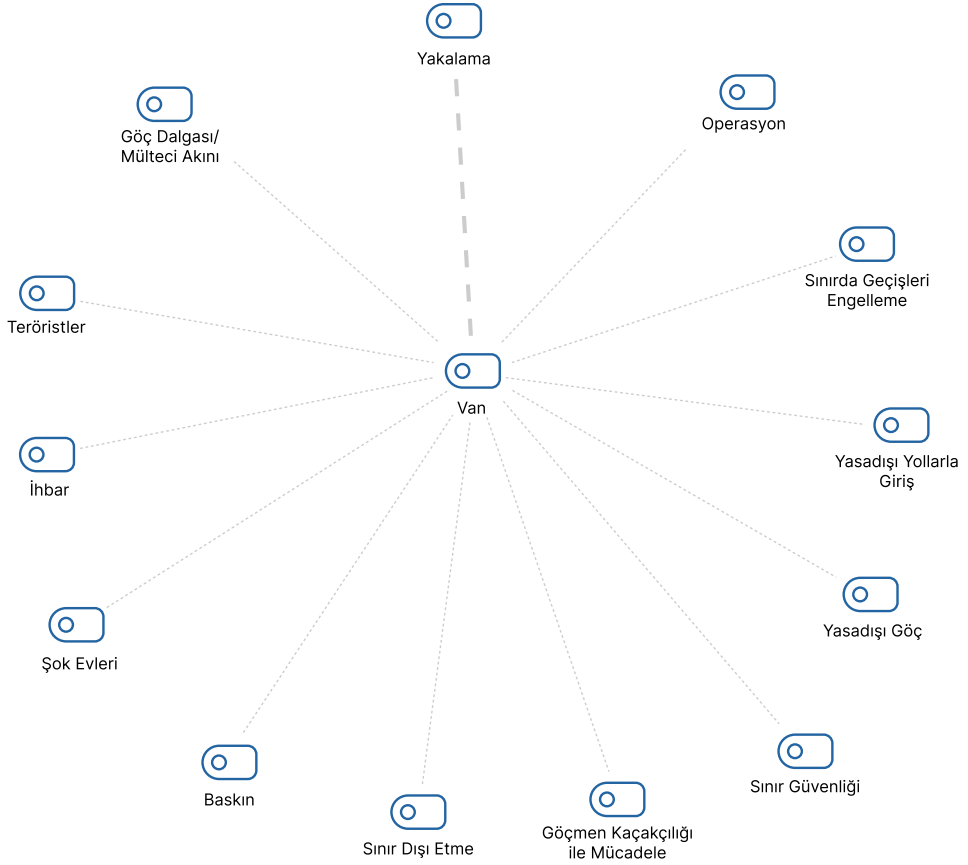 Yakalama
Operasyon
Göç Dalgası/
Mülteci Akını
Sınırda Geçişleri
Engelleme
Teröristler
Van
Yasadışı Yollarla
Giriş
İhbar
Yasadışı Göç
Şok Evleri
Sınır Güvenliği
Baskın
Göçmen Kaçakçılığı
ile Mücadele
Sınır Dışı Etme